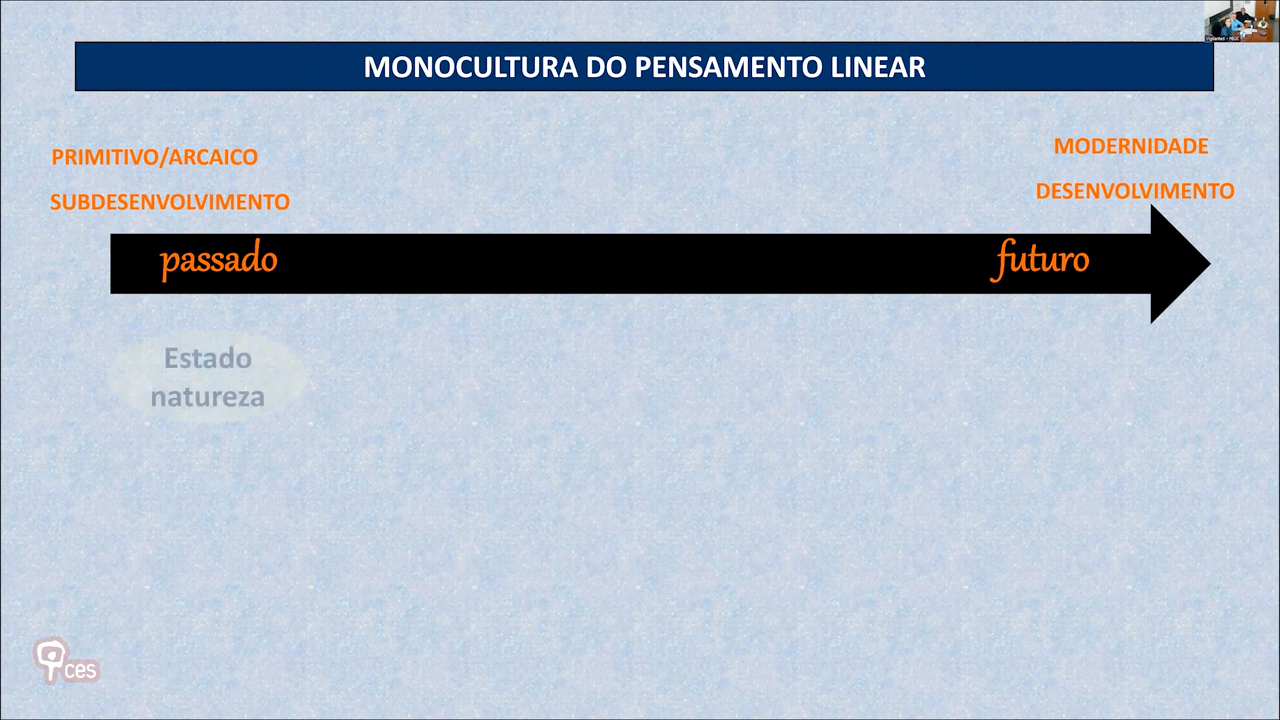 MONOCULTURA DO PENSAMENTO LINEAR
PRIMITIVO/ARCAICO
SUBDESENVOLVIMENTO
MODERNIDADE
DESENVOLVIMENTO
passado
futuro
Estado
natureza
ces